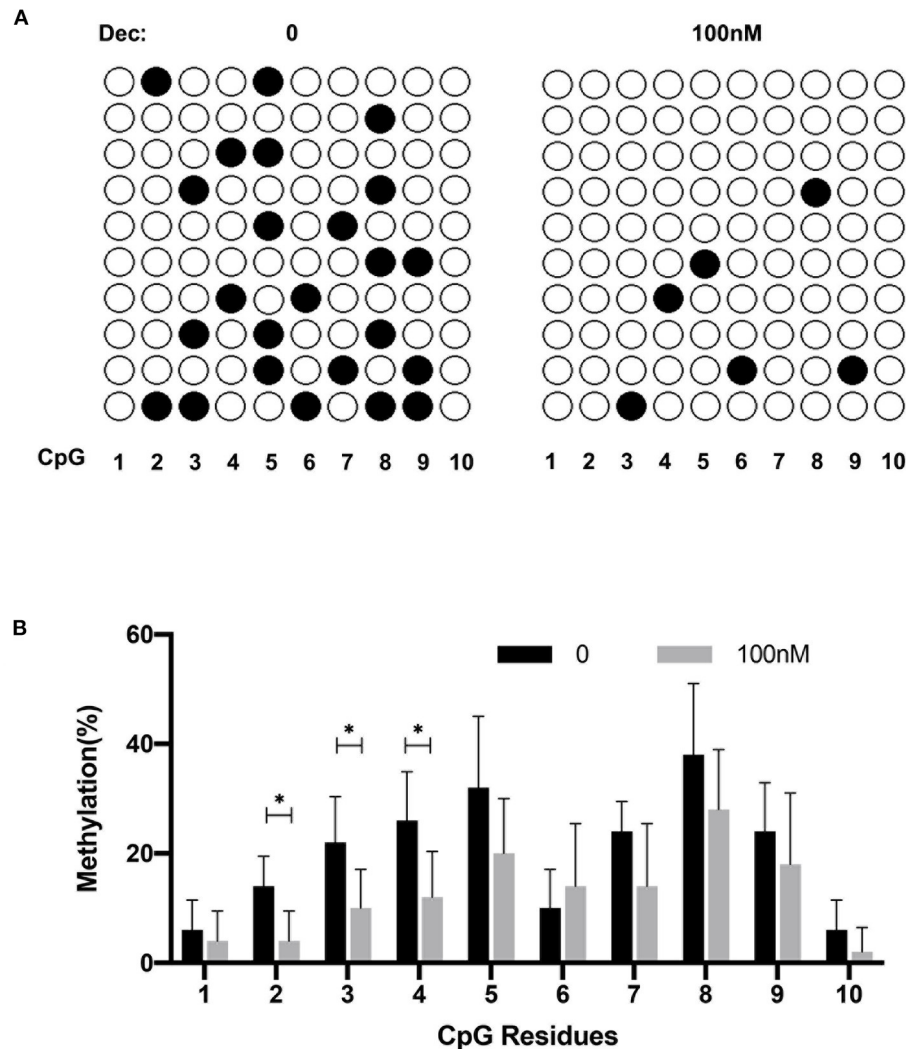 A
Dec: 0 100nM
CpG 1 2 3 4 5 6 7 8 9 10 1 2 3 4 5 6 7 8 9 10
B
60
0 100nM
40
* * *
20
0
Methylation(%)
1 2 3 4 5 6 7 8 9 10
CpG Residues